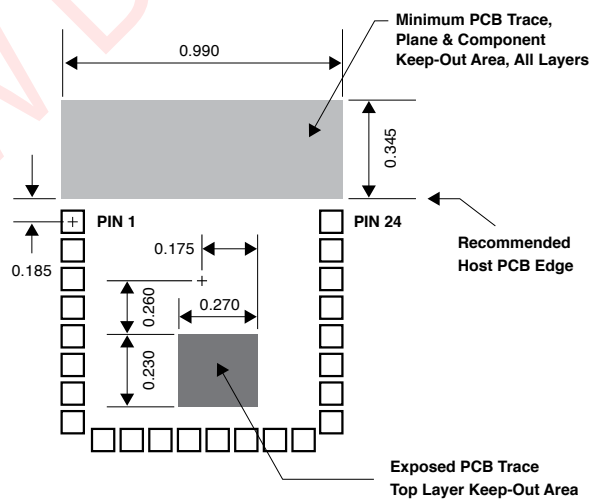 Minimum PCB Trace,
Plane & Component
Keep-Out Area, All Layers
0.990
0.345
PIN 1
PIN 24
0.185
0.175
Recommended
Host PCB Edge
0.260
0.270
0.230
Exposed PCB Trace
Top Layer Keep-Out Area